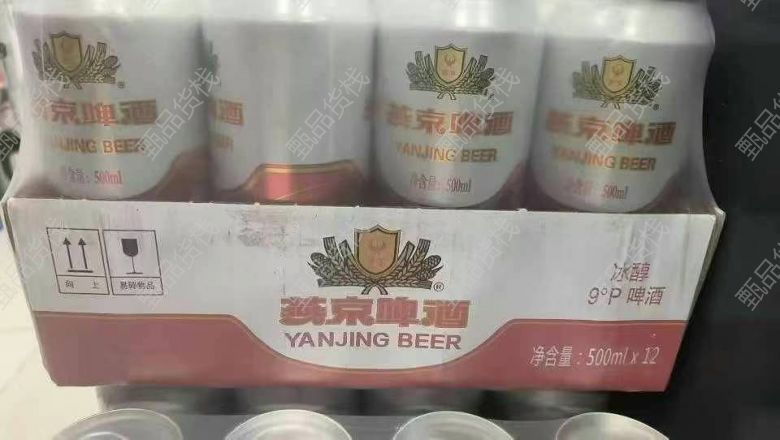 燕京啤酒
YANJING BEER
净含量：500ml
燕京啤酒
YANJING BEER
净含量：500ml
燕京啤酒
YANJING BEER
净含量：500ml
向 上
易碎物品
®
燕京啤酒
YANJING BEER
冰醇
9°P 啤酒
净含量：500ml x 12
甄品货栈